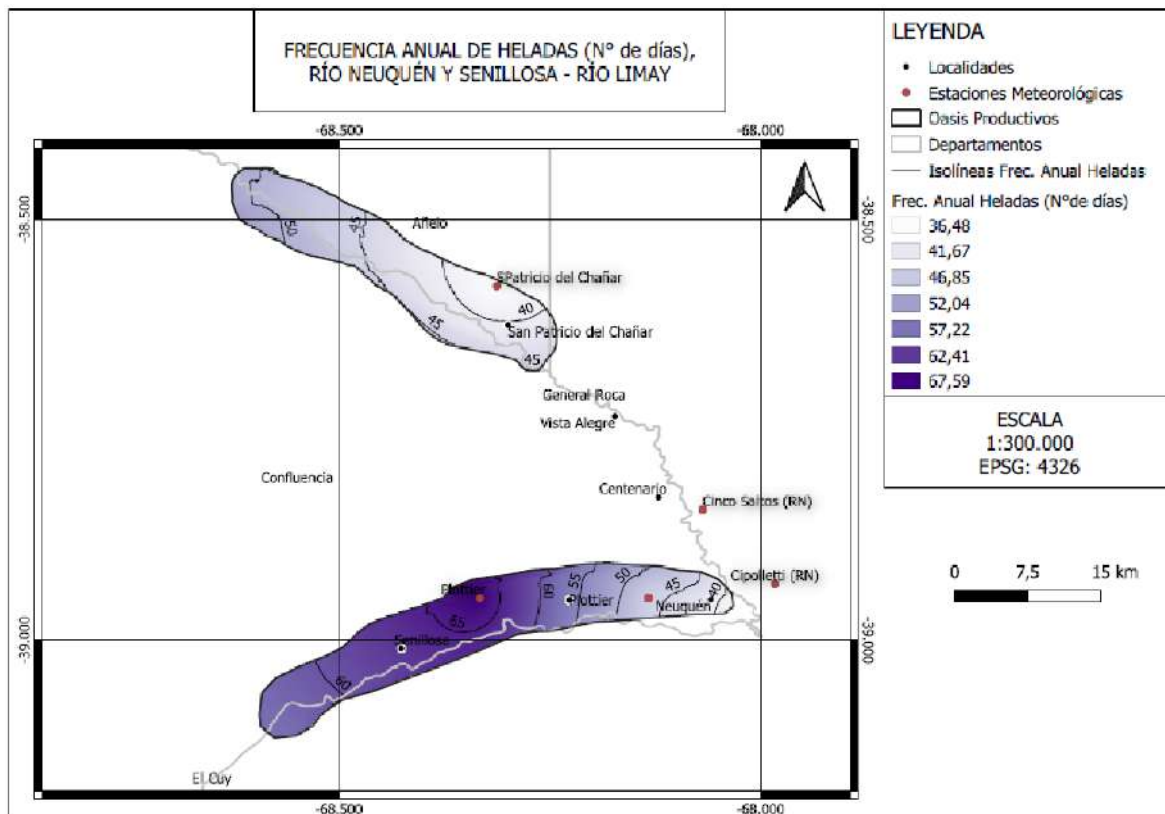 FRECUENCIA ANUAL DE HELADAS (N° de días),
RÍO NEUQUÉN Y SENILLOSA - RÍO LIMAY
-68.500
-68.000
-38.500
-38.500
50
45
Añelo
SPatricio del Chañar
40
San Patricio del Chañar
45
45
General Roca
Vista Alegre
Confluencia
Centenario
Cinco Saltos (RN)
Cipolletti (RN)
Plottier
65
60
55
Plottier
50
45
Neuquén
40
Senillosa
60
-39.000
-39.000
El Cuy
-68.500
-68.000
LEYENDA
Localidades
Estaciones Meteorológicas
Oasis Productivos
Departamentos
Isolíneas Frec. Anual Heladas
Frec. Anual Heladas (N°de días)
36,48
41,67
46,85
52,04
57,22
62,41
67,59
ESCALA
1:300.000
EPSG: 4326
0 7,5 15 km